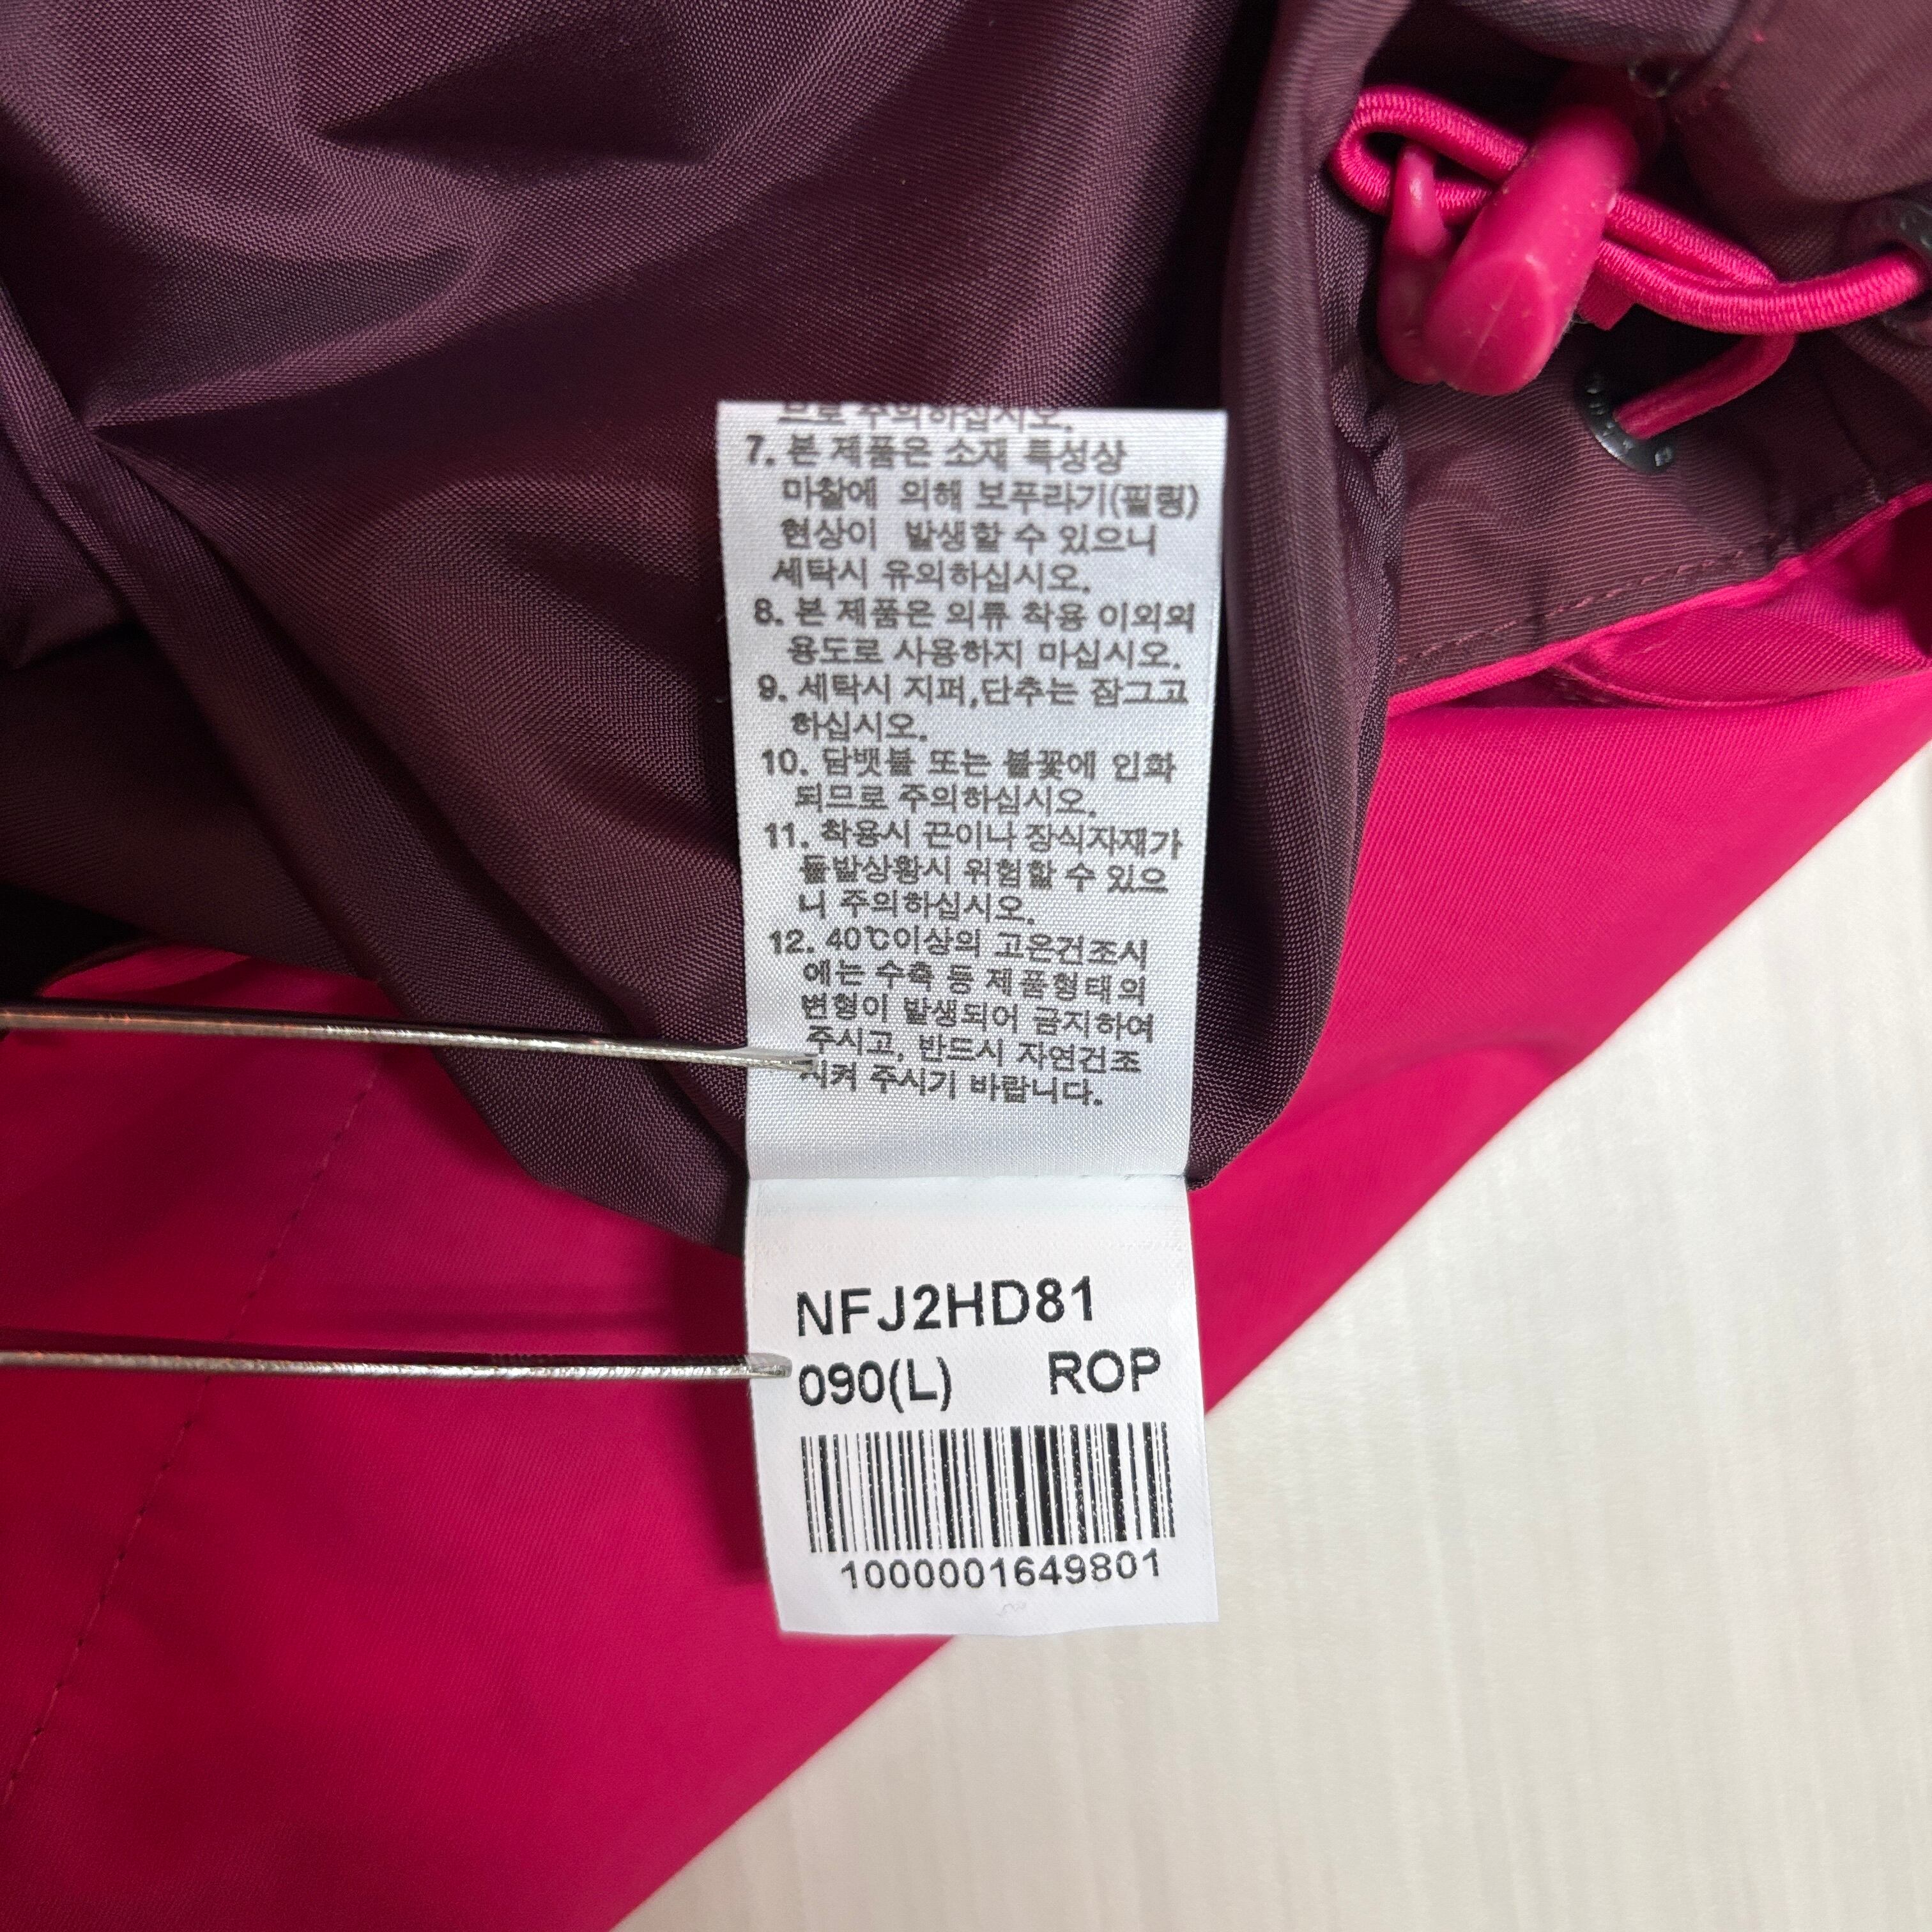 므로 주의하십시오.
7. 본 제품은 소재 특성상
마찰에 의해 보푸라기(필링)
현상이 발생할 수 있으니
세탁시 유의하십시오.
8. 본 제품은 의류 착용 이외의
용도로 사용하지 마십시오.
9. 세탁시 지퍼,단추는 잠그고
하십시오.
10. 담뱃불 또는 불꽃에 인화
되므로 주의하십시오.
11. 착용시 끈이나 장식자재가
돌발상황시 위험할 수 있으
니 주의하십시오.
12. 40℃이상의 고온건조시
에는 수축 등 제품형태의
변형이 발생되어 금지하여
주시고, 반드시 자연건조
시켜 주시기 바랍니다.
NFJ2HD81
090(L) ROP
1000001649801